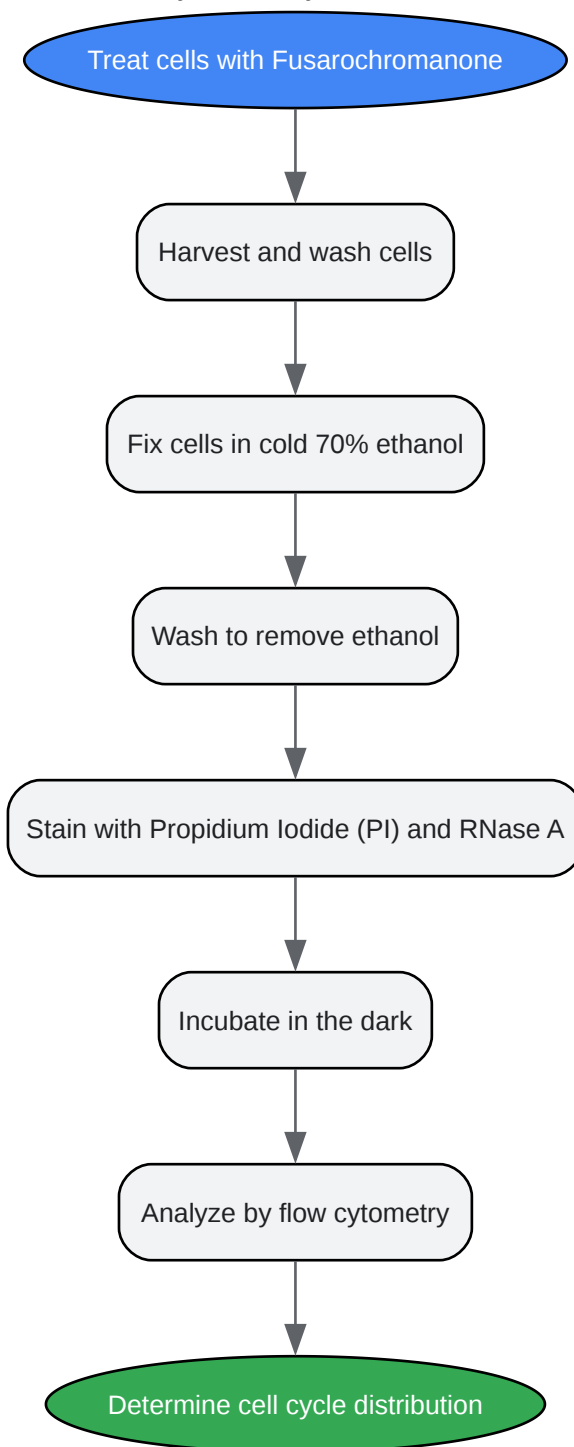 Treat cells with Fusarochromanone
Harvest and wash cells
Fix cells in cold 70% ethanol
Wash to remove ethanol
Stain with Propidium Iodide (PI) and RNase A
Incubate in the dark
Analyze by flow cytometry
Determine cell cycle distribution